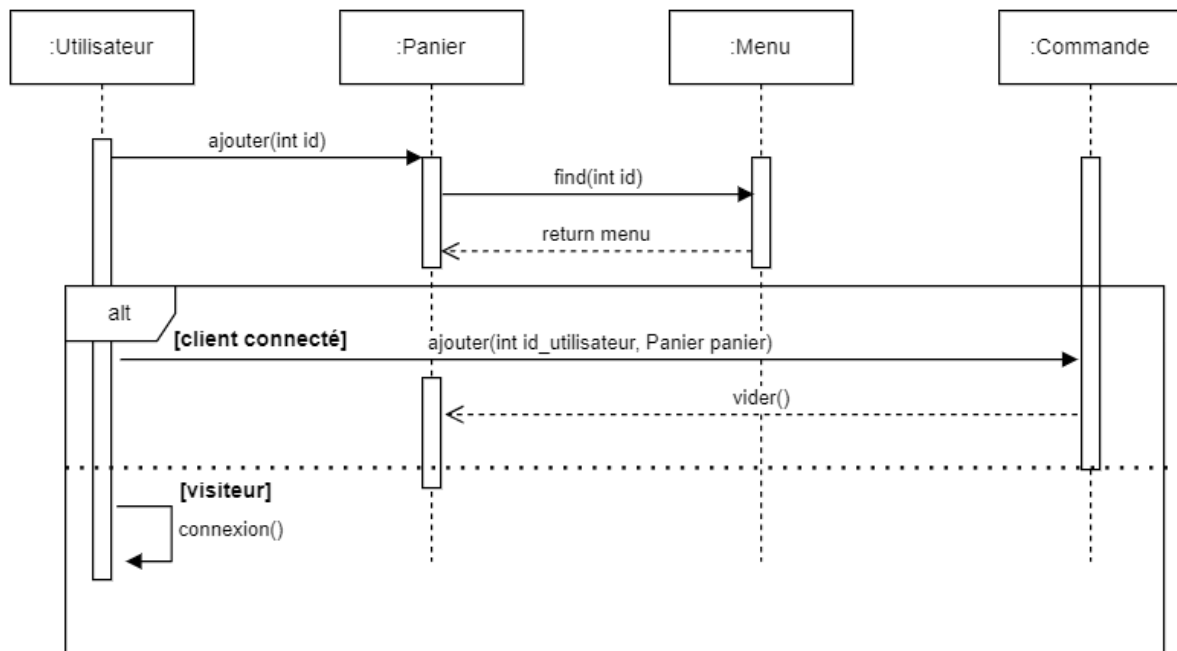 :Utilisateur
:Panier
:Menu
:Commande
ajouter(int id)
find(int id)
return menu
alt
[client connecté]
ajouter(int id_utilisateur, Panier panier)
vider()
[visiteur]
connexion()